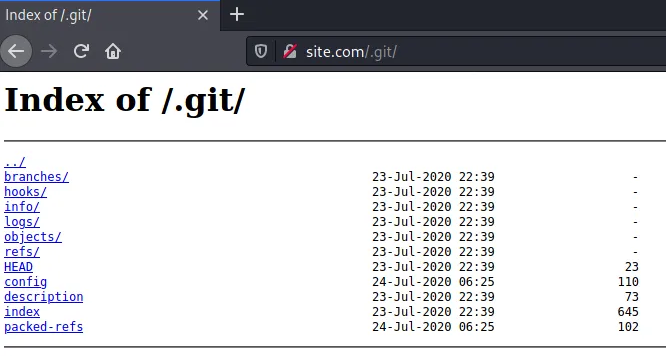 Index of /.git/
site.com/.git/
Index of /.git/
../
branches/ 23-Jul-2020 22:39 -
hooks/ 23-Jul-2020 22:39 -
info/ 23-Jul-2020 22:39 -
logs/ 23-Jul-2020 22:39 -
objects/ 23-Jul-2020 22:39 -
refs/ 23-Jul-2020 22:39 -
HEAD 23-Jul-2020 22:39 23
config 24-Jul-2020 06:25 110
description 23-Jul-2020 22:39 73
index 23-Jul-2020 22:39 645
packed-refs 24-Jul-2020 06:25 102